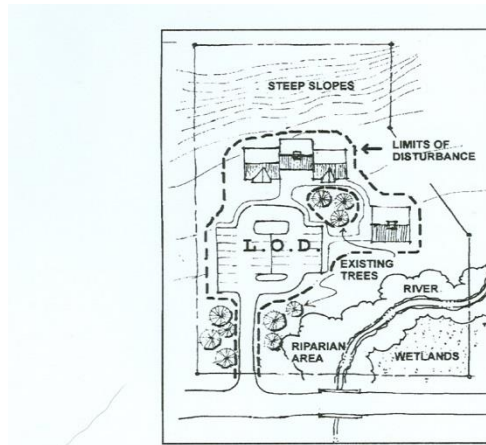 STEEP SLOPES
LIMITS OF
DISTURBANCE
L.O.D.
EXISTING
TREES
RIVER
RIPARIAN
AREA
WETLANDS